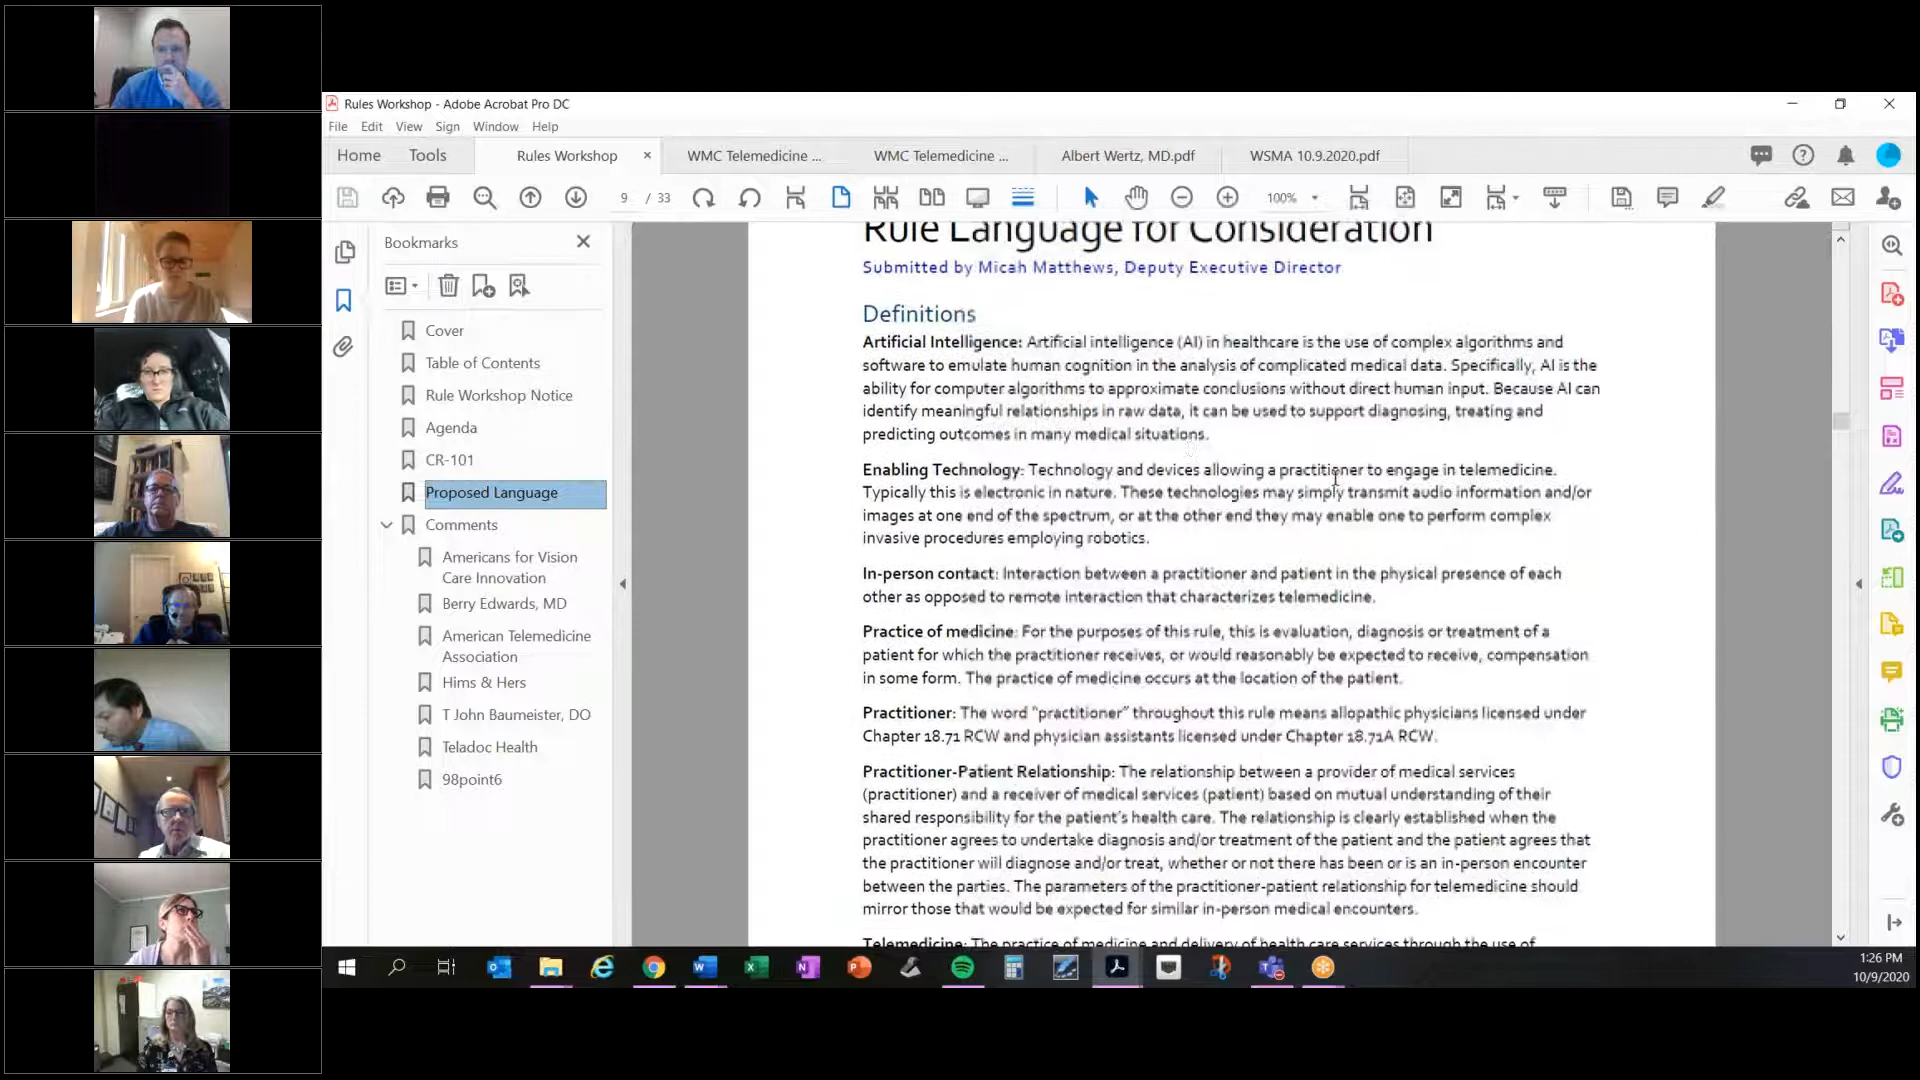 Rules Workshop - Adobe Acrobat Pro DC
File Edit View Sign Window Help
Home Tools Rules Workshop × WMC Telemedicine ... WMC Telemedicine ... Albert Wertz, MD.pdf WSMA 10.9.2020.pdf
9 / 33 100%
Bookmarks
Cover
Table of Contents
Rule Workshop Notice
Agenda
CR-101
Proposed Language
Comments
Americans for Vision
Care Innovation
Berry Edwards, MD
American Telemedicine
Association
Hims & Hers
T John Baumeister, DO
Teladoc Health
98point6
Rule Language for Consideration
Submitted by Micah Matthews, Deputy Executive Director
Definitions
Artificial Intelligence: Artificial intelligence (AI) in healthcare is the use of complex algorithms and
software to emulate human cognition in the analysis of complicated medical data. Specifically, AI is the
ability for computer algorithms to approximate conclusions without direct human input. Because AI can
identify meaningful relationships in raw data, it can be used to support diagnosing, treating and
predicting outcomes in many medical situations.
Enabling Technology: Technology and devices allowing a practitioner to engage in telemedicine.
Typically this is electronic in nature. These technologies may simply transmit audio information and/or
images at one end of the spectrum, or at the other end they may enable one to perform complex
invasive procedures employing robotics.
In-person contact: Interaction between a practitioner and patient in the physical presence of each
other as opposed to remote interaction that characterizes telemedicine.
Practice of medicine: For the purposes of this rule, this is evaluation, diagnosis or treatment of a
patient for which the practitioner receives, or would reasonably be expected to receive, compensation
in some form. The practice of medicine occurs at the location of the patient.
Practitioner: The word "practitioner" throughout this rule means allopathic physicians licensed under
Chapter 18.71 RCW and physician assistants licensed under Chapter 18.71A RCW.
Practitioner-Patient Relationship: The relationship between a provider of medical services
(practitioner) and a receiver of medical services (patient) based on mutual understanding of their
shared responsibility for the patient's health care. The relationship is clearly established when the
practitioner agrees to undertake diagnosis and/or treatment of the patient and the patient agrees that
the practitioner will diagnose and/or treat, whether or not there has been or is an in-person encounter
between the parties. The parameters of the practitioner-patient relationship for telemedicine should
mirror those that would be expected for similar in-person medical encounters.
Telemedicine: The practice of medicine and delivery of health care services through the use of
1:26 PM
10/9/2020